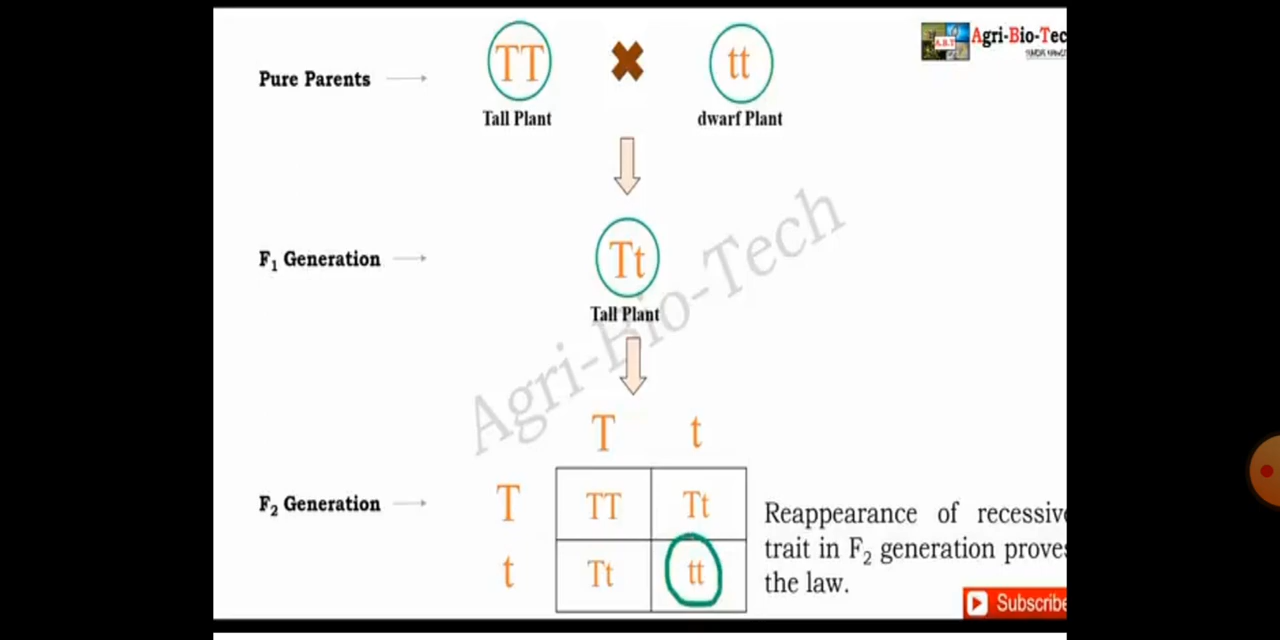 Agri-Bio-Tec
A.B.T
Pure Parents
TT
tt
Tall Plant
dwarf Plant
F₁ Generation
Tt
Tall Plant
Agri-Bio-Tech
T t
F₂ Generation
T TT Tt
t Tt tt
Reappearance of recessive
trait in F₂ generation proves
the law.
Subscribe